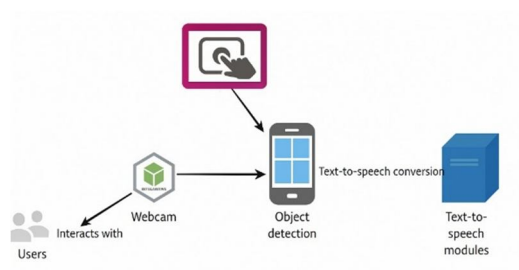 Text-to-speech conversion
Interacts with
Users
Webcam
Object
detection
Text-to-
speech
modules